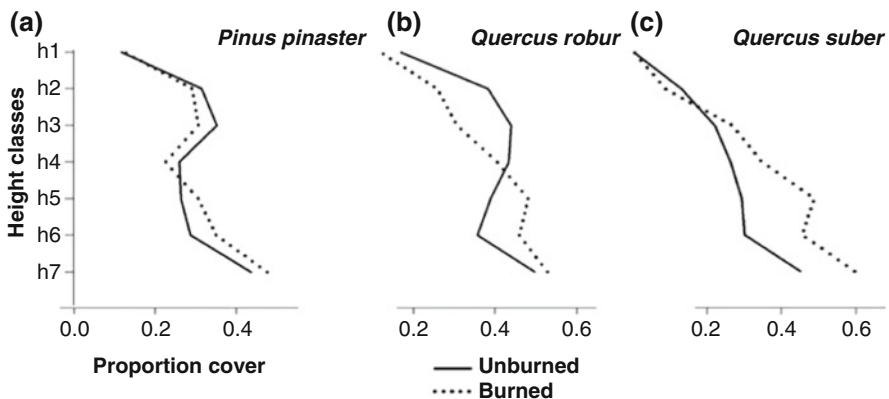 (a) Pinus pinaster
(b) Quercus robur
(c) Quercus suber
Height classes
h1
h2
h3
h4
h5
h6
h7
0.0 0.2 0.4
0.2 0.4 0.6
0.2 0.4 0.6
Proportion cover
Unburned
Burned